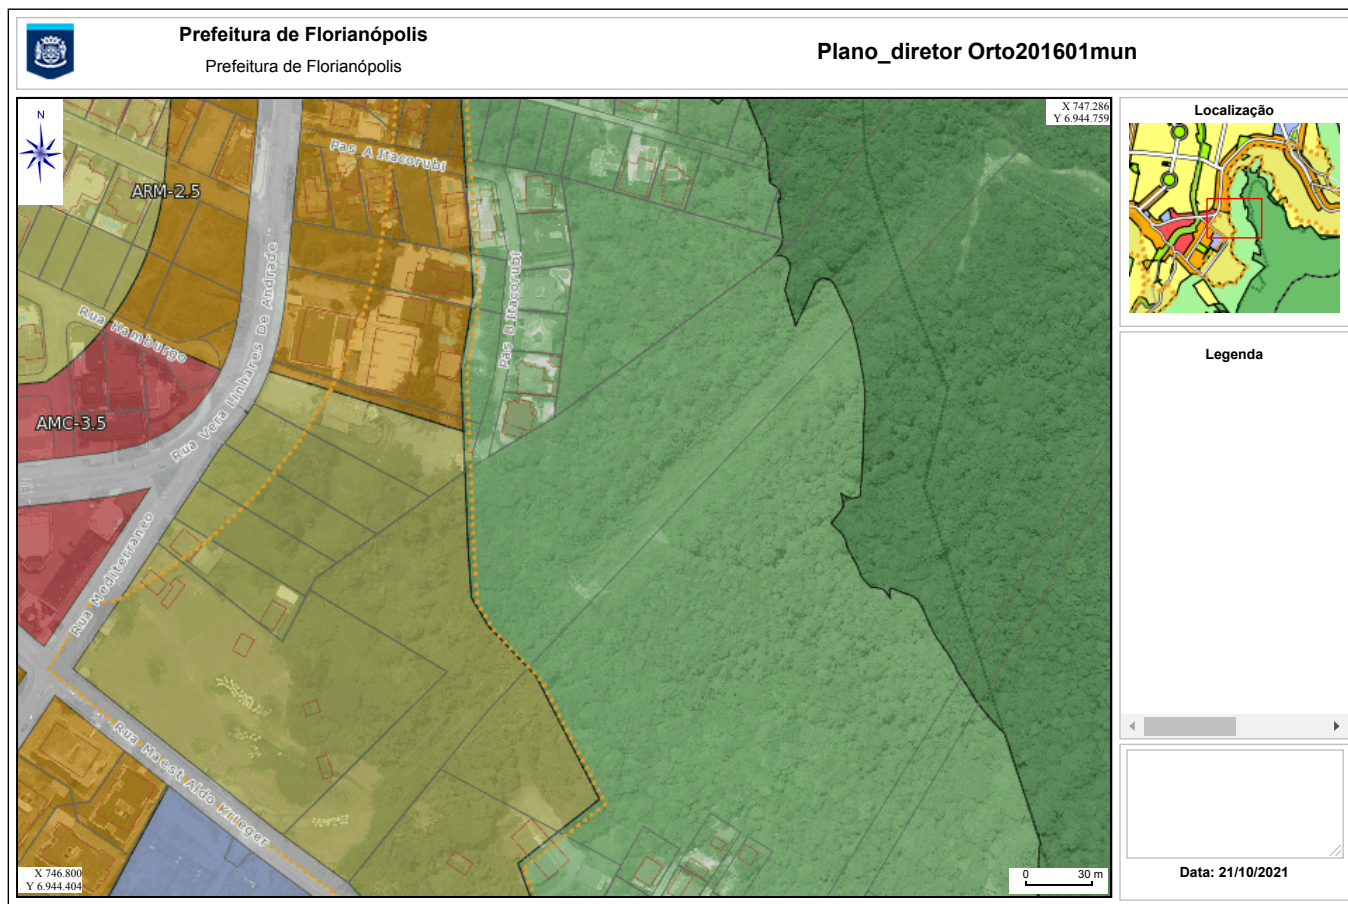 Prefeitura de Florianópolis
Prefeitura de Florianópolis
Plano_diretor Orto201601mun
N
X 747.286
Y 6.944.759
Localização
Pas A Itacorubi
ARM-2.5
Rua Vera Linhares De Andrade -
Pas B Itacorubi
Rua Hamburgo
AMC-3.5
Rua Mediterraneo
Rua Maest Aldo Krieger
Legenda
X 746.800
Y 6.944.404
0 30 m
Data: 21/10/2021